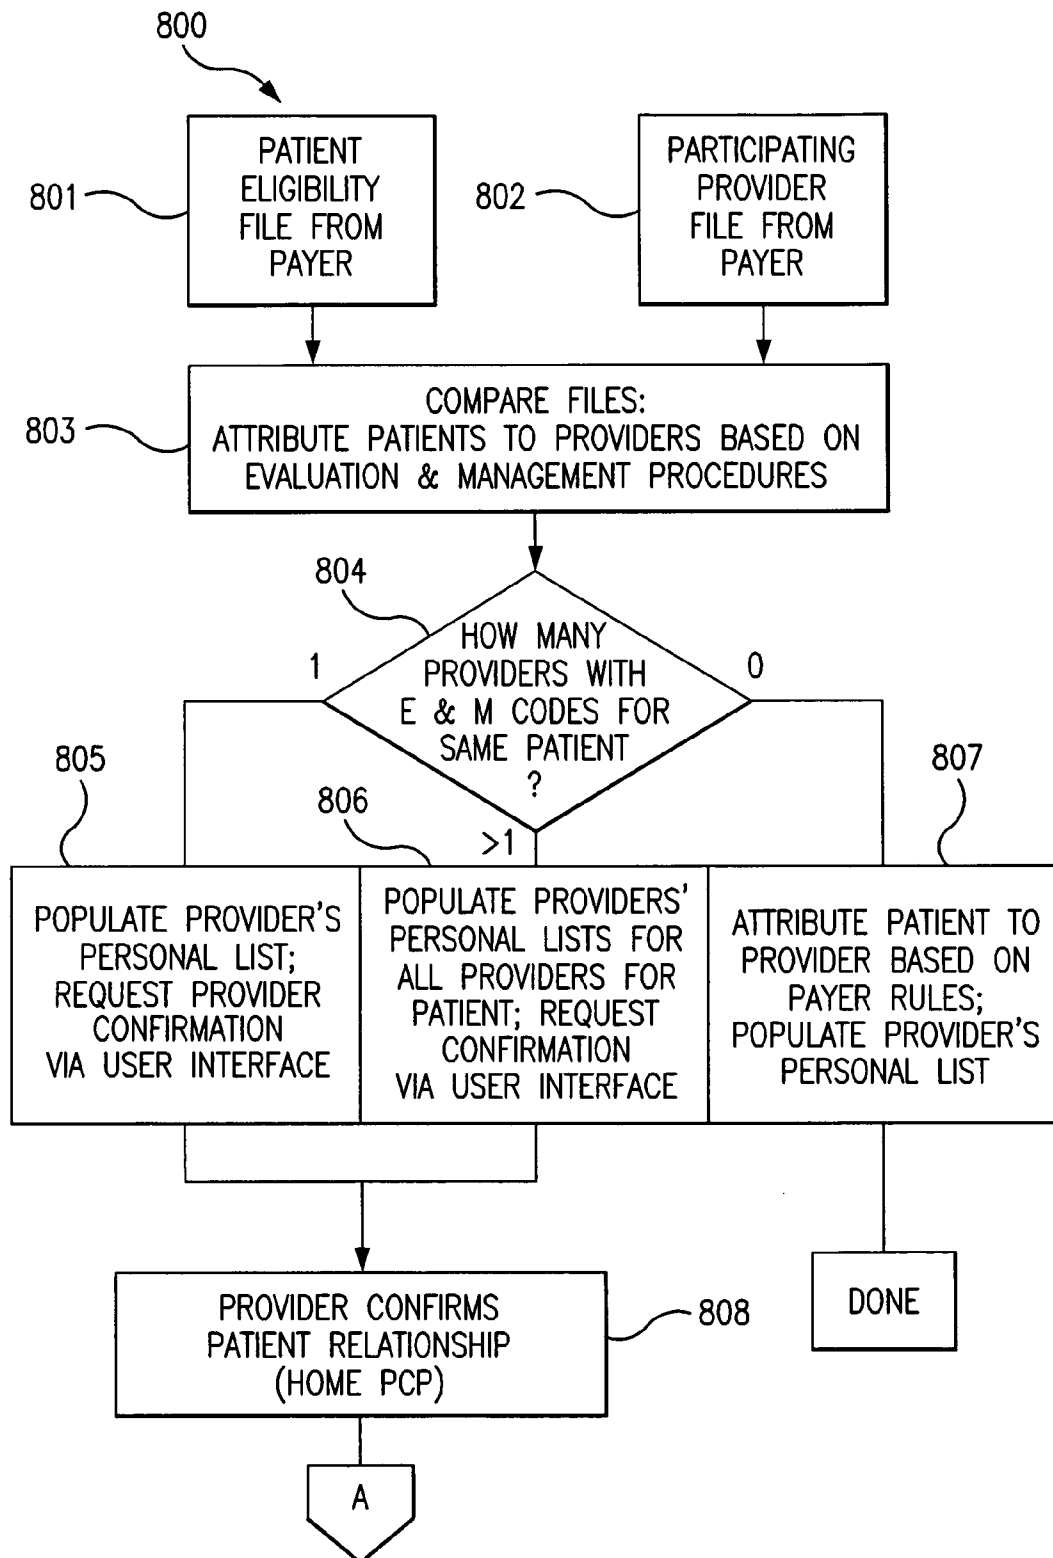 800
PATIENT
ELIGIBILITY
FILE FROM
PAYER
801
PARTICIPATING
PROVIDER
FILE FROM
PAYER
802
COMPARE FILES:
ATTRIBUTE PATIENTS TO PROVIDERS BASED ON
EVALUATION & MANAGEMENT PROCEDURES
803
804
HOW MANY
PROVIDERS WITH
E & M CODES FOR
SAME PATIENT
?
1
0
>1
805
POPULATE PROVIDER'S
PERSONAL LIST;
REQUEST PROVIDER
CONFIRMATION
VIA USER INTERFACE
806
POPULATE PROVIDERS'
PERSONAL LISTS FOR
ALL PROVIDERS FOR
PATIENT; REQUEST
CONFIRMATION
VIA USER INTERFACE
807
ATTRIBUTE PATIENT TO
PROVIDER BASED ON
PAYER RULES;
POPULATE PROVIDER'S
PERSONAL LIST
PROVIDER CONFIRMS
PATIENT RELATIONSHIP
(HOME PCP)
808
DONE
A